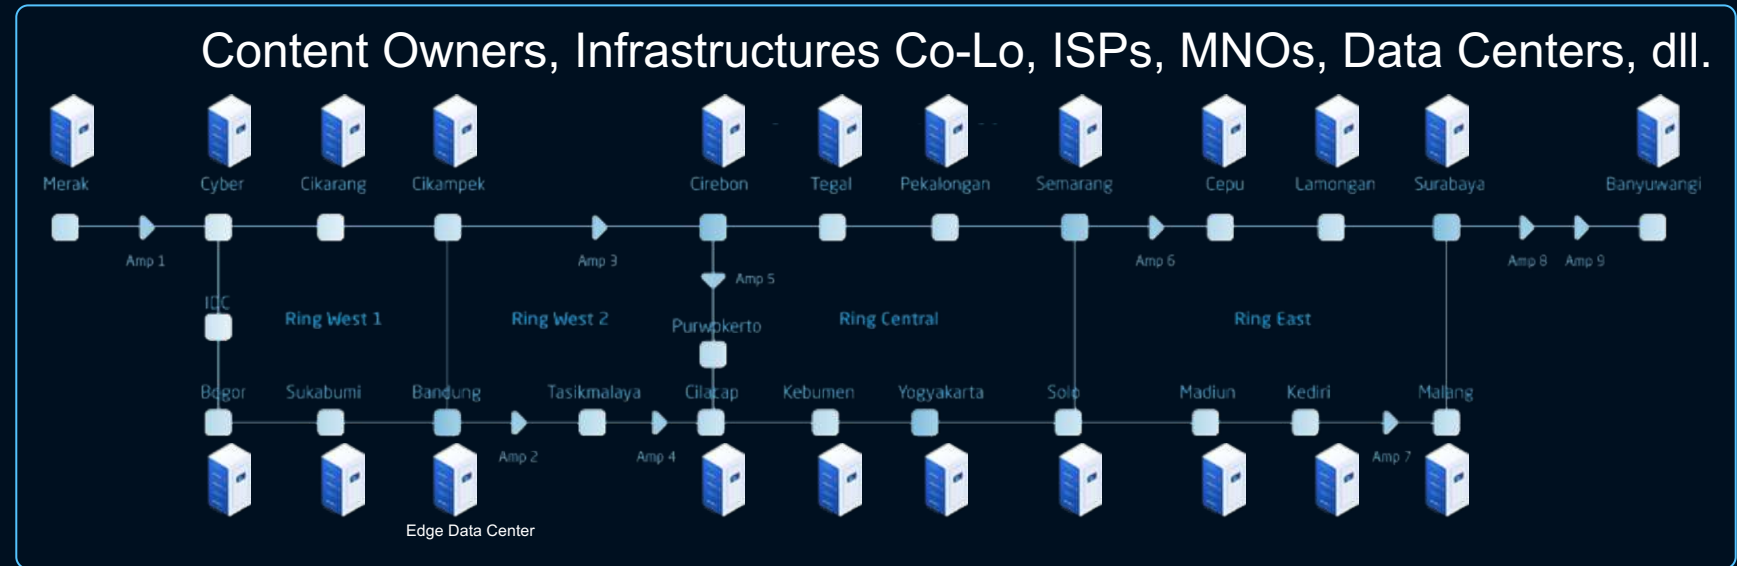 Content Owners, Infrastructures Co-Lo, ISPs, MNOs, Data Centers, dll.
Merak Cyber Cikarang Cikampek Cirebon Tegal Pekalongan Semarang Cepu Lamongan Surabaya Banyuwangi
Amp 1 Amp 3 Amp 6 Amp 8 Amp 9
Amp 5
IDC
Ring West 1 Ring West 2 Ring Central Ring East
Purwokerto
Bogor Sukabumi Bandung Tasikmalaya Cilacap Kebumen Yogyakarta Solo Madiun Kediri Malang
Amp 2 Amp 4 Amp 7
Edge Data Center